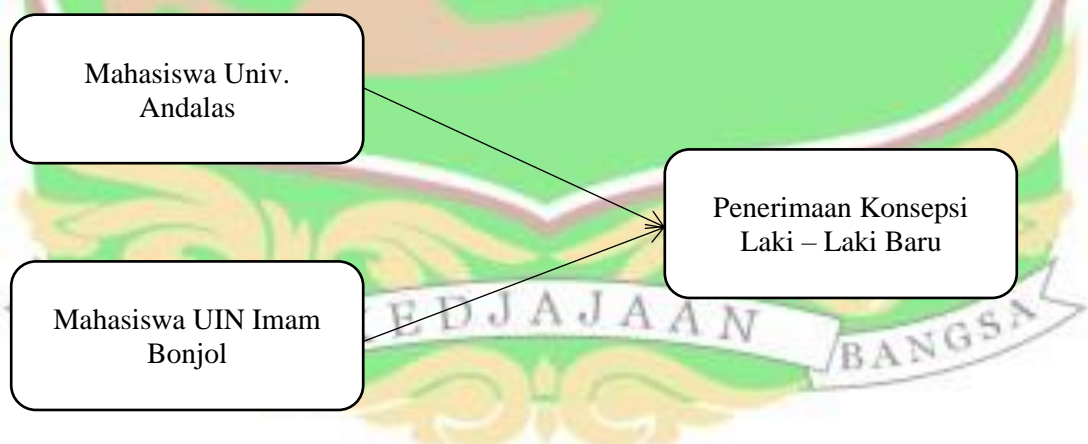 Mahasiswa Univ.
Andalas
Penerimaan Konsepsi
Laki – Laki Baru
Mahasiswa UIN Imam
Bonjol
EDJAJAAN
BANGSA